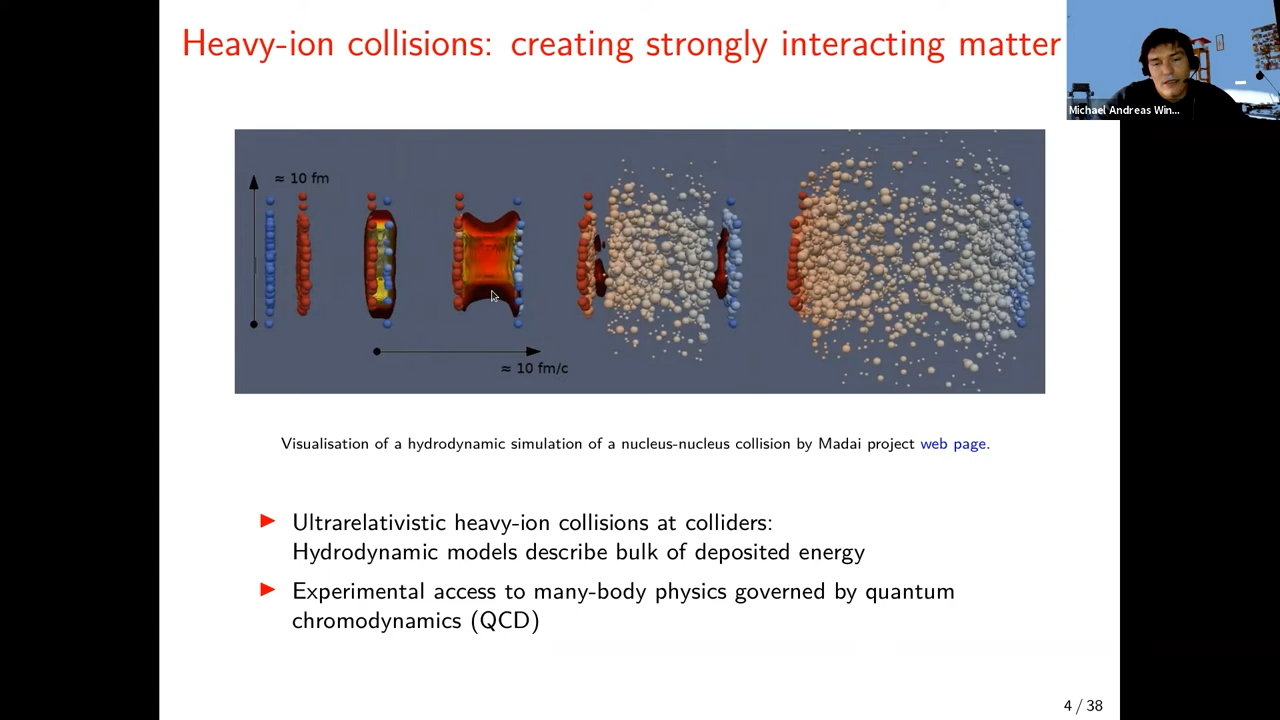 Heavy-ion collisions: creating strongly interacting matter
Michael Andreas Win...
≈ 10 fm
≈ 10 fm/c
Visualisation of a hydrodynamic simulation of a nucleus-nucleus collision by Madai project web page.
Ultrarelativistic heavy-ion collisions at colliders:
Hydrodynamic models describe bulk of deposited energy
Experimental access to many-body physics governed by quantum
chromodynamics (QCD)
4 / 38